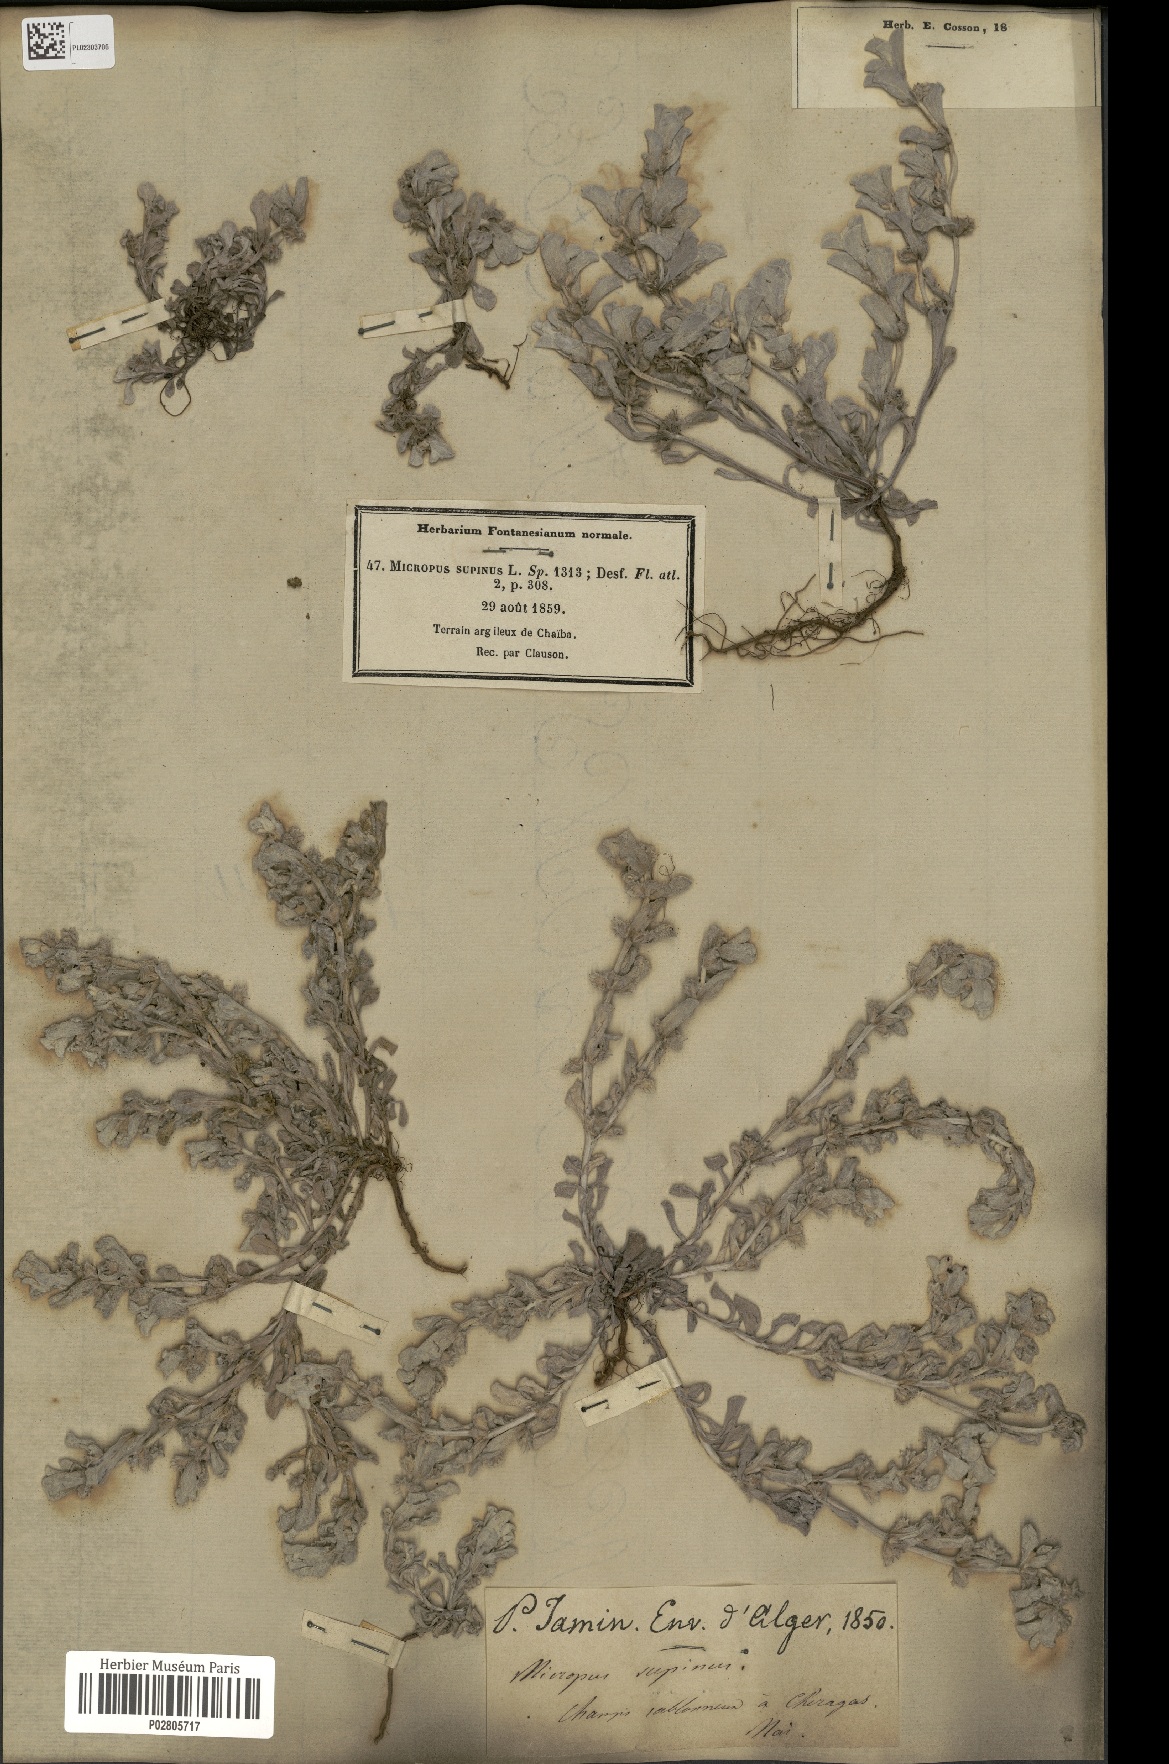 PL02303706
Herb. E. Cosson, 18
Herbarium Fontanesianum normale.
47. MICROPUS SUPINUS L. Sp. 1313; Desf. Fl. atl.
2, p. 308.
29 août 1859.
Terrain argileux de Chaïba.
Rec. par Clauson.
P. Jamin. Env. d'Alger, 1850.
Micropus supinus.
Champs sablonneux à Cheragas.
Mai.
Herbier Muséum Paris
P02805717